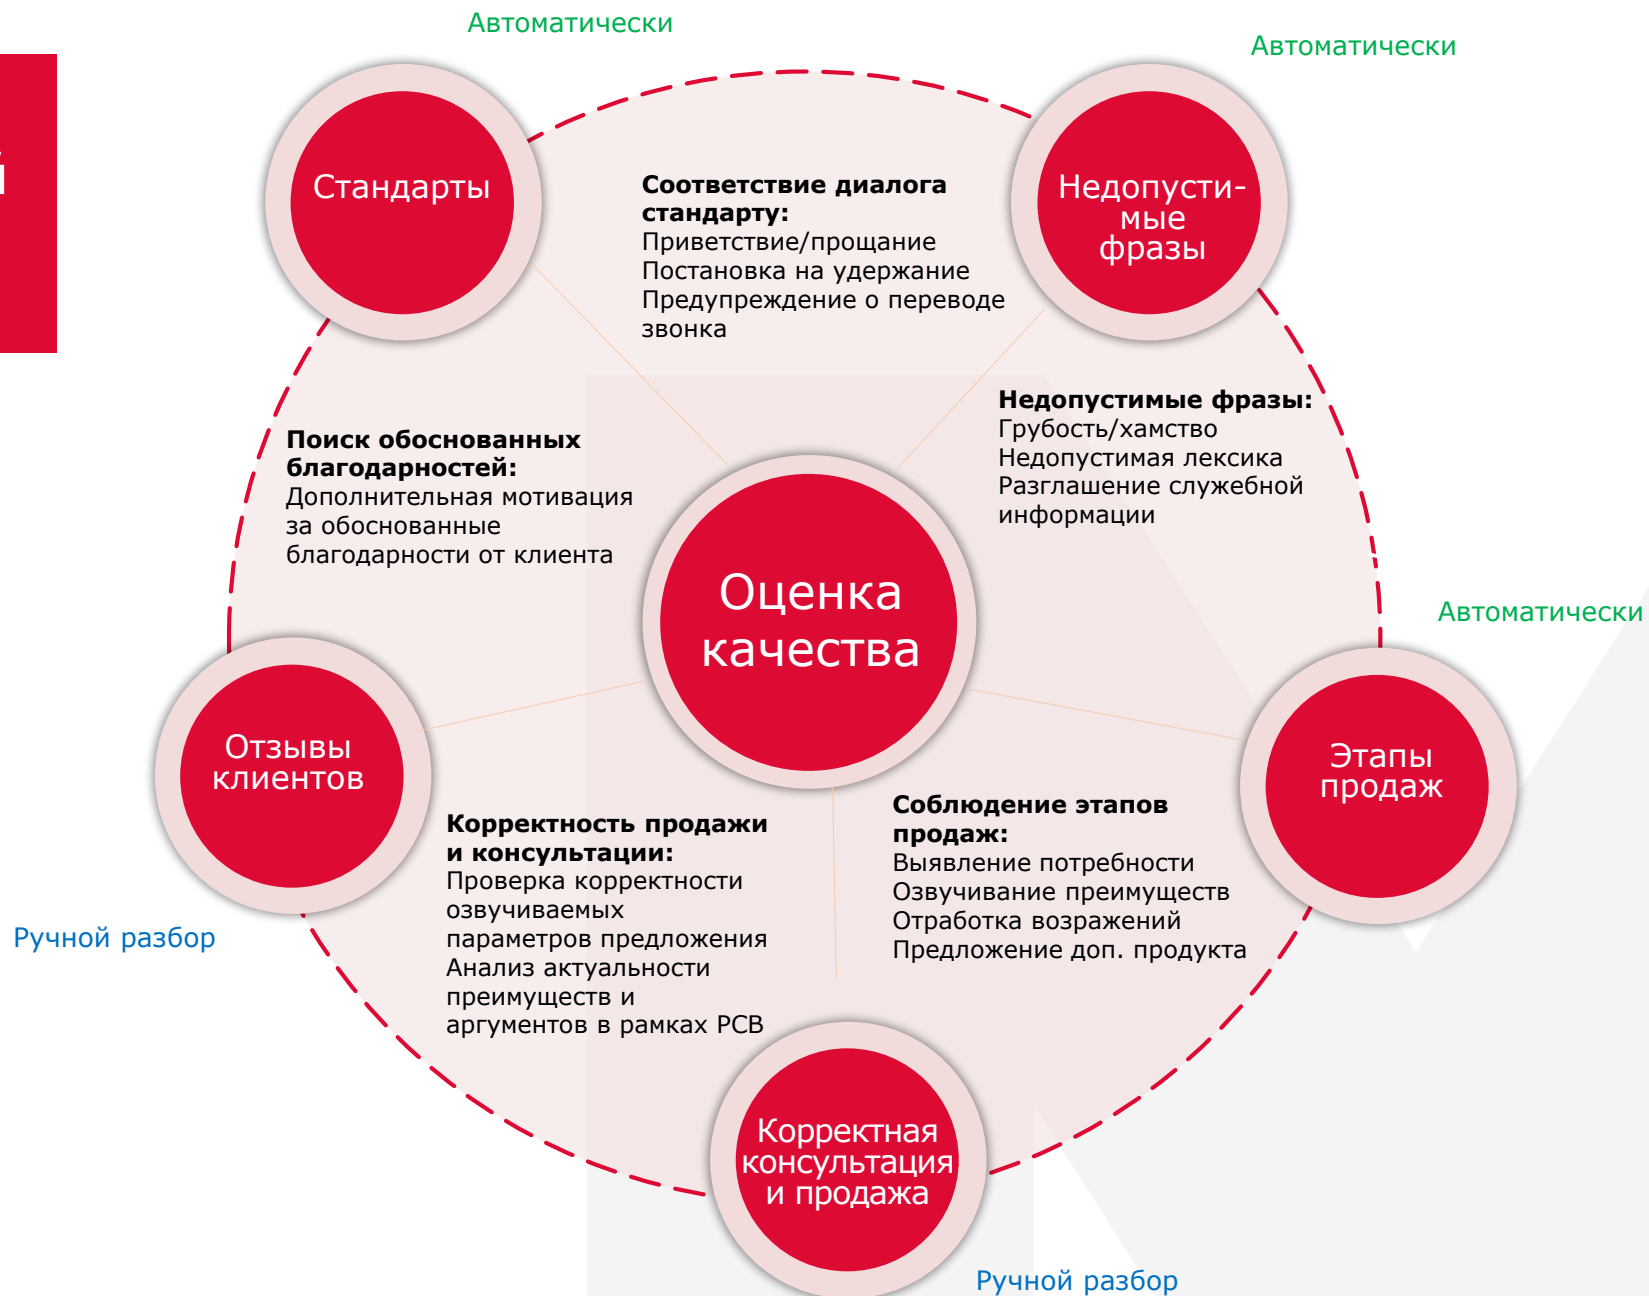 Автоматически
Автоматически
й
Стандарты
Соответствие диалога
стандарту:
Приветствие/прощание
Постановка на удержание
Предупреждение о переводе
звонка
Недопусти-
мые
фразы
Недопустимые фразы:
Грубость/хамство
Недопустимая лексика
Разглашение служебной
информации
Поиск обоснованных
благодарностей:
Дополнительная мотивация
за обоснованные
благодарности от клиента
Оценка
качества
Автоматически
Отзывы
клиентов
Этапы
продаж
Корректность продажи
и консультации:
Проверка корректности
озвучиваемых
параметров предложения
Анализ актуальности
преимуществ и
аргументов в рамках РСВ
Соблюдение этапов
продаж:
Выявление потребности
Озвучивание преимуществ
Отработка возражений
Предложение доп. продукта
Ручной разбор
Корректная
консультация
и продажа
Ручной разбор